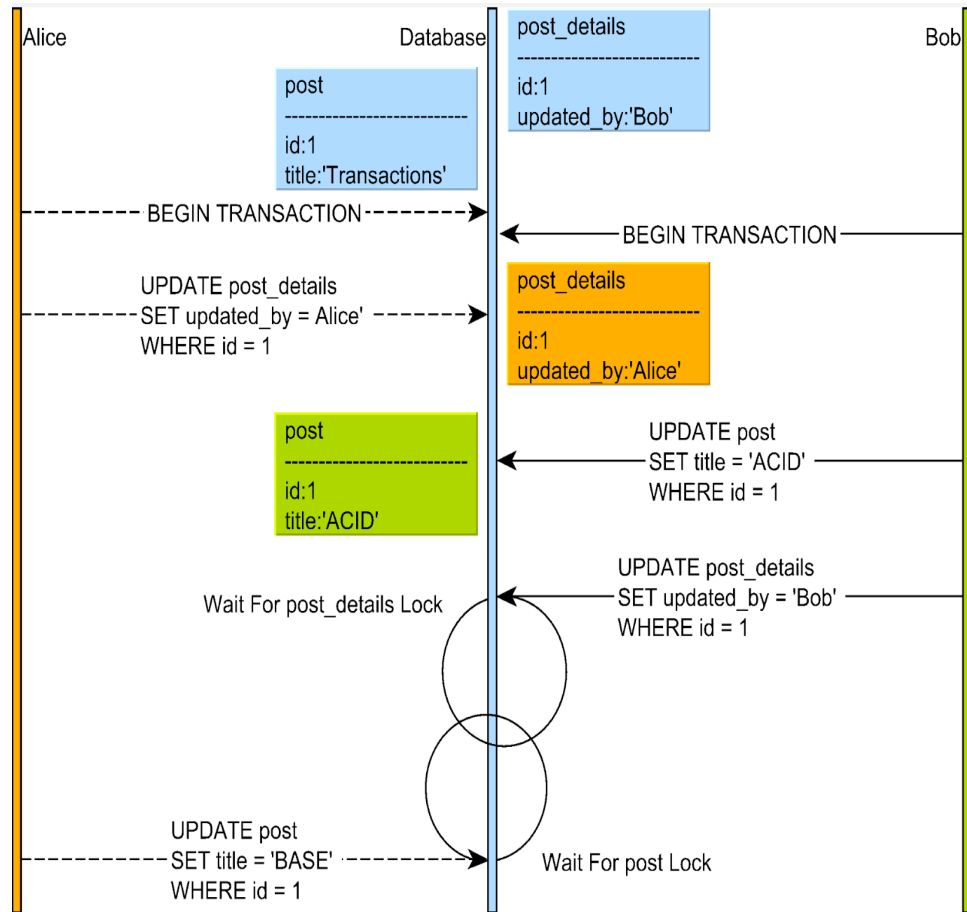 Alice
Database
Bob
post_details
---------------------------
id:1
updated_by:'Bob'
post
---------------------------
id:1
title:'Transactions'
BEGIN TRANSACTION
BEGIN TRANSACTION
UPDATE post_details
SET updated_by = Alice'
WHERE id = 1
post_details
---------------------------
id:1
updated_by:'Alice'
post
---------------------------
id:1
title:'ACID'
UPDATE post
SET title = 'ACID'
WHERE id = 1
UPDATE post_details
SET updated_by = 'Bob'
WHERE id = 1
Wait For post_details Lock
UPDATE post
SET title = 'BASE'
WHERE id = 1
Wait For post Lock